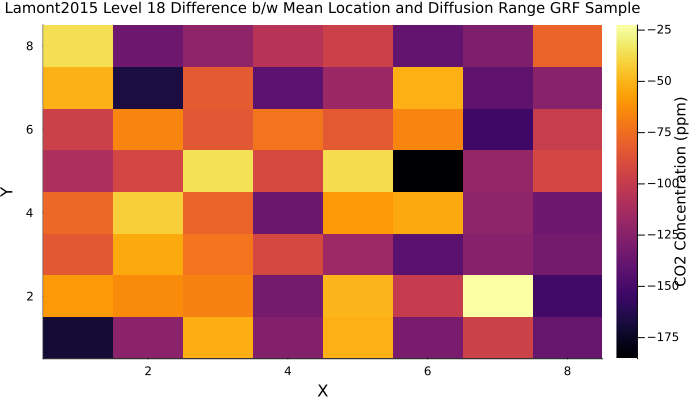 Lamont2015 Level 18 Difference b/w Mean Location and Diffusion Range GRF Sample
8
6
4
2
Y
2 4 6 8
X
−25
−50
−75
−100
−125
−150
−175
CO2 Concentration (ppm)